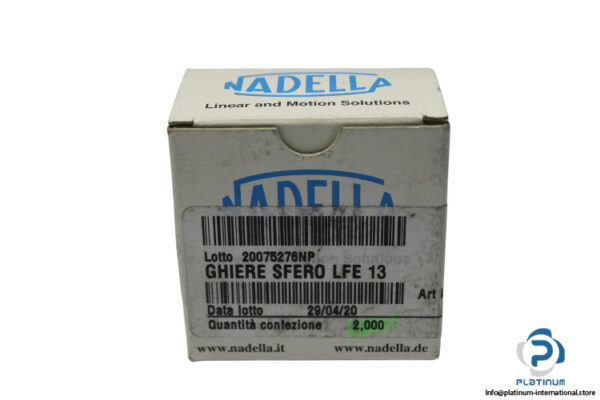 NADELLA
Linear and Motion Solutions
NADELLA
Lotto 20075276NP
GHIERE SFERO LFE 13
Art
Data lotto 29/04/20
Quantità confezione 2,000
www.nadella.it www.nadella.de
PLATINUM
Info@platinum-international.store